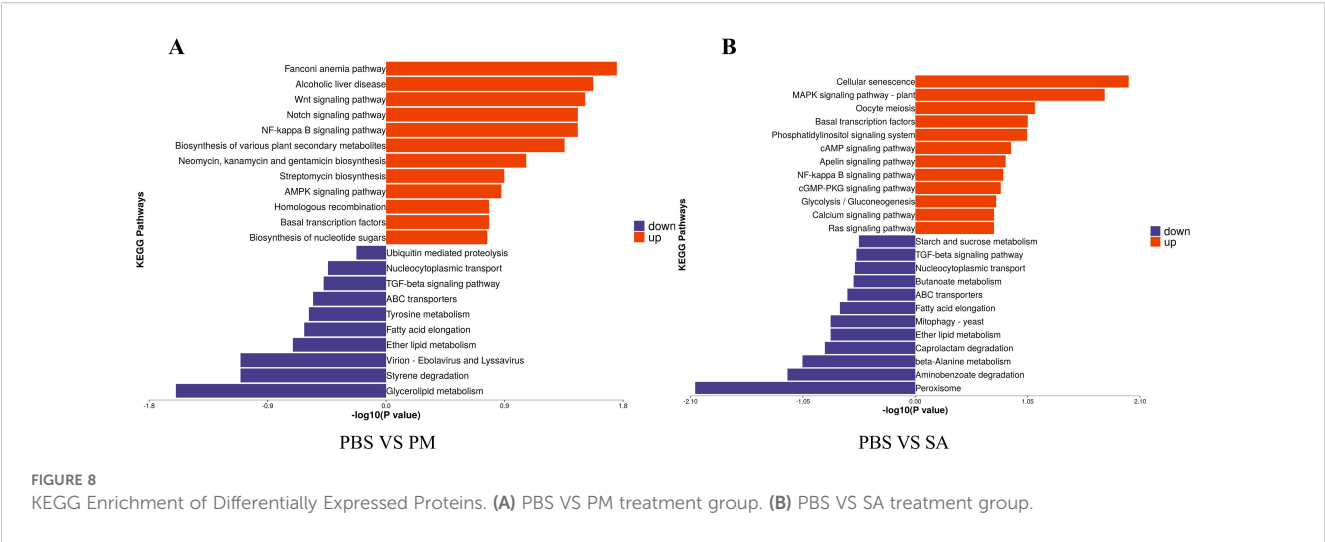 A
Fanconi anemia pathway
Alcoholic liver disease
Wnt signaling pathway
Notch signaling pathway
NF-kappa B signaling pathway
Biosynthesis of various plant secondary metabolites
Neomycin, kanamycin and gentamicin biosynthesis
Streptomycin biosynthesis
AMPK signaling pathway
Homologous recombination
Basal transcription factors
Biosynthesis of nucleotide sugars
Ubiquitin mediated proteolysis
Nucleocytoplasmic transport
TGF-beta signaling pathway
ABC transporters
Tyrosine metabolism
Fatty acid elongation
Ether lipid metabolism
Virion - Ebolavirus and Lyssavirus
Styrene degradation
Glycerolipid metabolism
KEGG Pathways
down
up
-1.8 -0.9 0.0 0.9 1.8
-log10(P value)
PBS VS PM
B
Cellular senescence
MAPK signaling pathway - plant
Oocyte meiosis
Basal transcription factors
Phosphatidylinositol signaling system
cAMP signaling pathway
Apelin signaling pathway
NF-kappa B signaling pathway
cGMP-PKG signaling pathway
Glycolysis / Gluconeogenesis
Calcium signaling pathway
Ras signaling pathway
Starch and sucrose metabolism
TGF-beta signaling pathway
Nucleocytoplasmic transport
Butanoate metabolism
ABC transporters
Fatty acid elongation
Mitophagy - yeast
Ether lipid metabolism
Caprolactam degradation
beta-Alanine metabolism
Aminobenzoate degradation
Peroxisome
KEGG Pathways
down
up
-2.10 -1.05 0.00 1.05 2.10
-log10(P value)
PBS VS SA
FIGURE 8
KEGG Enrichment of Differentially Expressed Proteins. (A) PBS VS PM treatment group. (B) PBS VS SA treatment group.